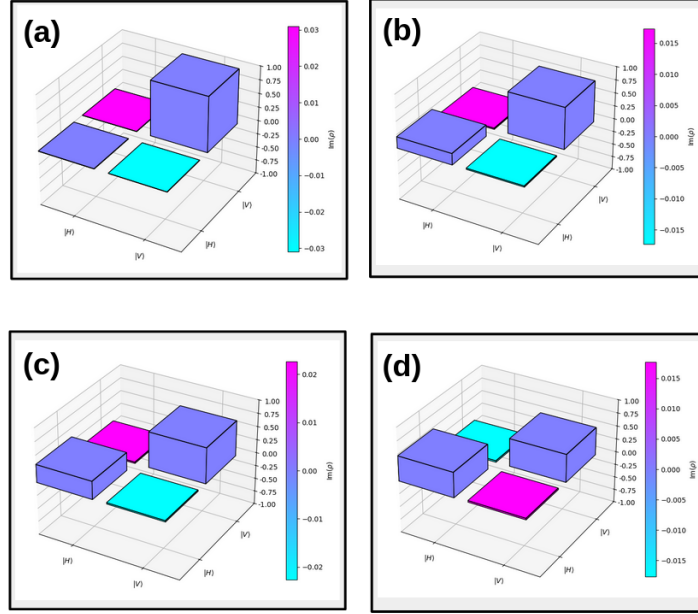 (a)
1.00
0.75
0.50
0.25
0.00
-0.25
-0.50
-0.75
-1.00
|H⟩
|V⟩
|H⟩
|V⟩
0.03
0.02
0.01
0.00
−0.01
−0.02
−0.03
Im(ρ)
(b)
1.00
0.75
0.50
0.25
0.00
-0.25
-0.50
-0.75
-1.00
|H⟩
|V⟩
|H⟩
|V⟩
0.015
0.010
0.005
0.000
−0.005
−0.010
−0.015
Im(ρ)
(c)
1.00
0.75
0.50
0.25
0.00
-0.25
-0.50
-0.75
-1.00
|H⟩
|V⟩
|H⟩
|V⟩
0.02
0.01
0.00
−0.01
−0.02
Im(ρ)
(d)
1.00
0.75
0.50
0.25
0.00
-0.25
-0.50
-0.75
-1.00
|H⟩
|V⟩
|H⟩
|V⟩
0.015
0.010
0.005
0.000
−0.005
−0.010
−0.015
Im(ρ)